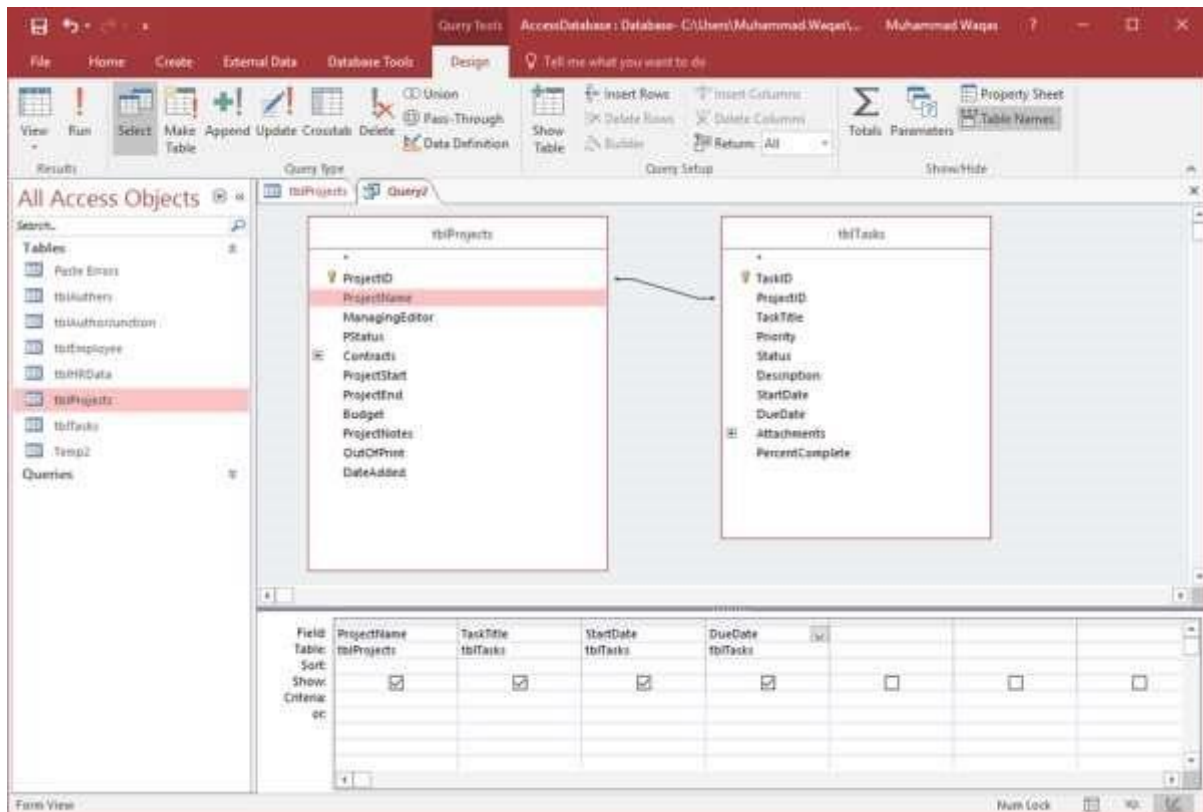 Query Tools
AccessDatabase : Database- C:\Users\Muhammad.Waqas\...
Muhammad Waqas
?
File Home Create External Data Database Tools Design Tell me what you want to do
View
Run
Select
Make Table
Append
Update
Crosstab
Delete
Union
Pass-Through
Data Definition
Show Table
Insert Rows
Delete Rows
Builder
Insert Columns
Delete Columns
Return: All
Totals
Parameters
Property Sheet
Table Names
Results
Query Type
Query Setup
Show/Hide
All Access Objects
Search..
Tables
Paste Errors
tblAuthers
tblAuthorJunction
tblEmployee
tblHRData
tblProjects
tblTasks
Temp2
Queries
tblProjects
Query2
tblProjects
*
ProjectID
ProjectName
ManagingEditor
PStatus
Contracts
ProjectStart
ProjectEnd
Budget
ProjectNotes
OutOfPrint
DateAdded
tblTasks
*
TaskID
ProjectID
TaskTitle
Priority
Status
Description
StartDate
DueDate
Attachments
PercentComplete
Field: ProjectName TaskTitle StartDate DueDate
Table: tblProjects tblTasks tblTasks tblTasks
Sort:
Show:
Criteria:
or:
Form View
Num Lock
SQL